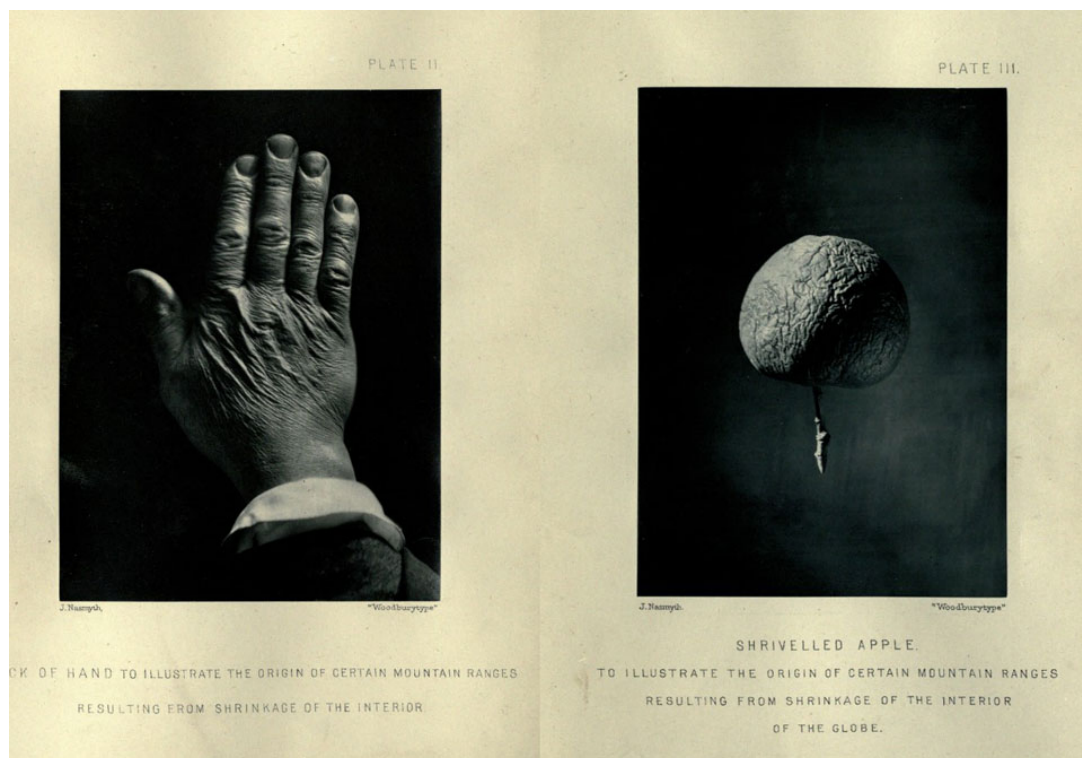 PLATE II.
J. Nasmyth,
"Woodburytype"
CK OF HAND TO ILLUSTRATE THE ORIGIN OF CERTAIN MOUNTAIN RANGES
RESULTING FROM SHRINKAGE OF THE INTERIOR
PLATE III.
J. Nasmyth.
"Woodburytype"
SHRIVELLED APPLE.
TO ILLUSTRATE THE ORIGIN OF CERTAIN MOUNTAIN RANGES
RESULTING FROM SHRINKAGE OF THE INTERIOR
OF THE GLOBE.